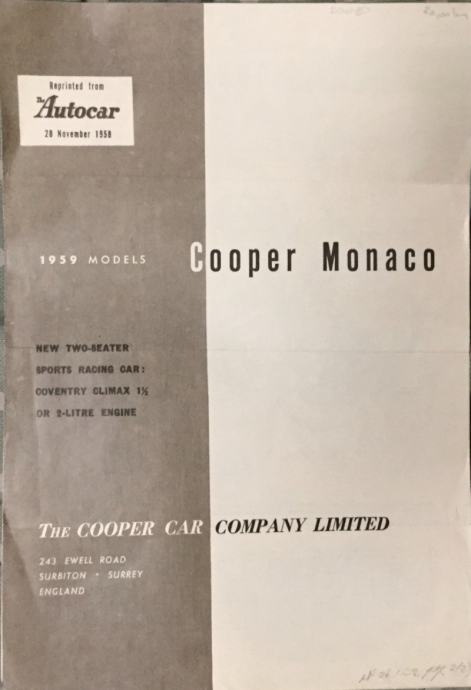 Reprinted from
The Autocar
28 November 1958
1959 MODELS
Cooper Monaco
NEW TWO-SEATER
SPORTS RACING CAR:
COVENTRY CLIMAX 1½
OR 2-LITRE ENGINE
THE COOPER CAR COMPANY LIMITED
243 EWELL ROAD
SURBITON · SURREY
ENGLAND